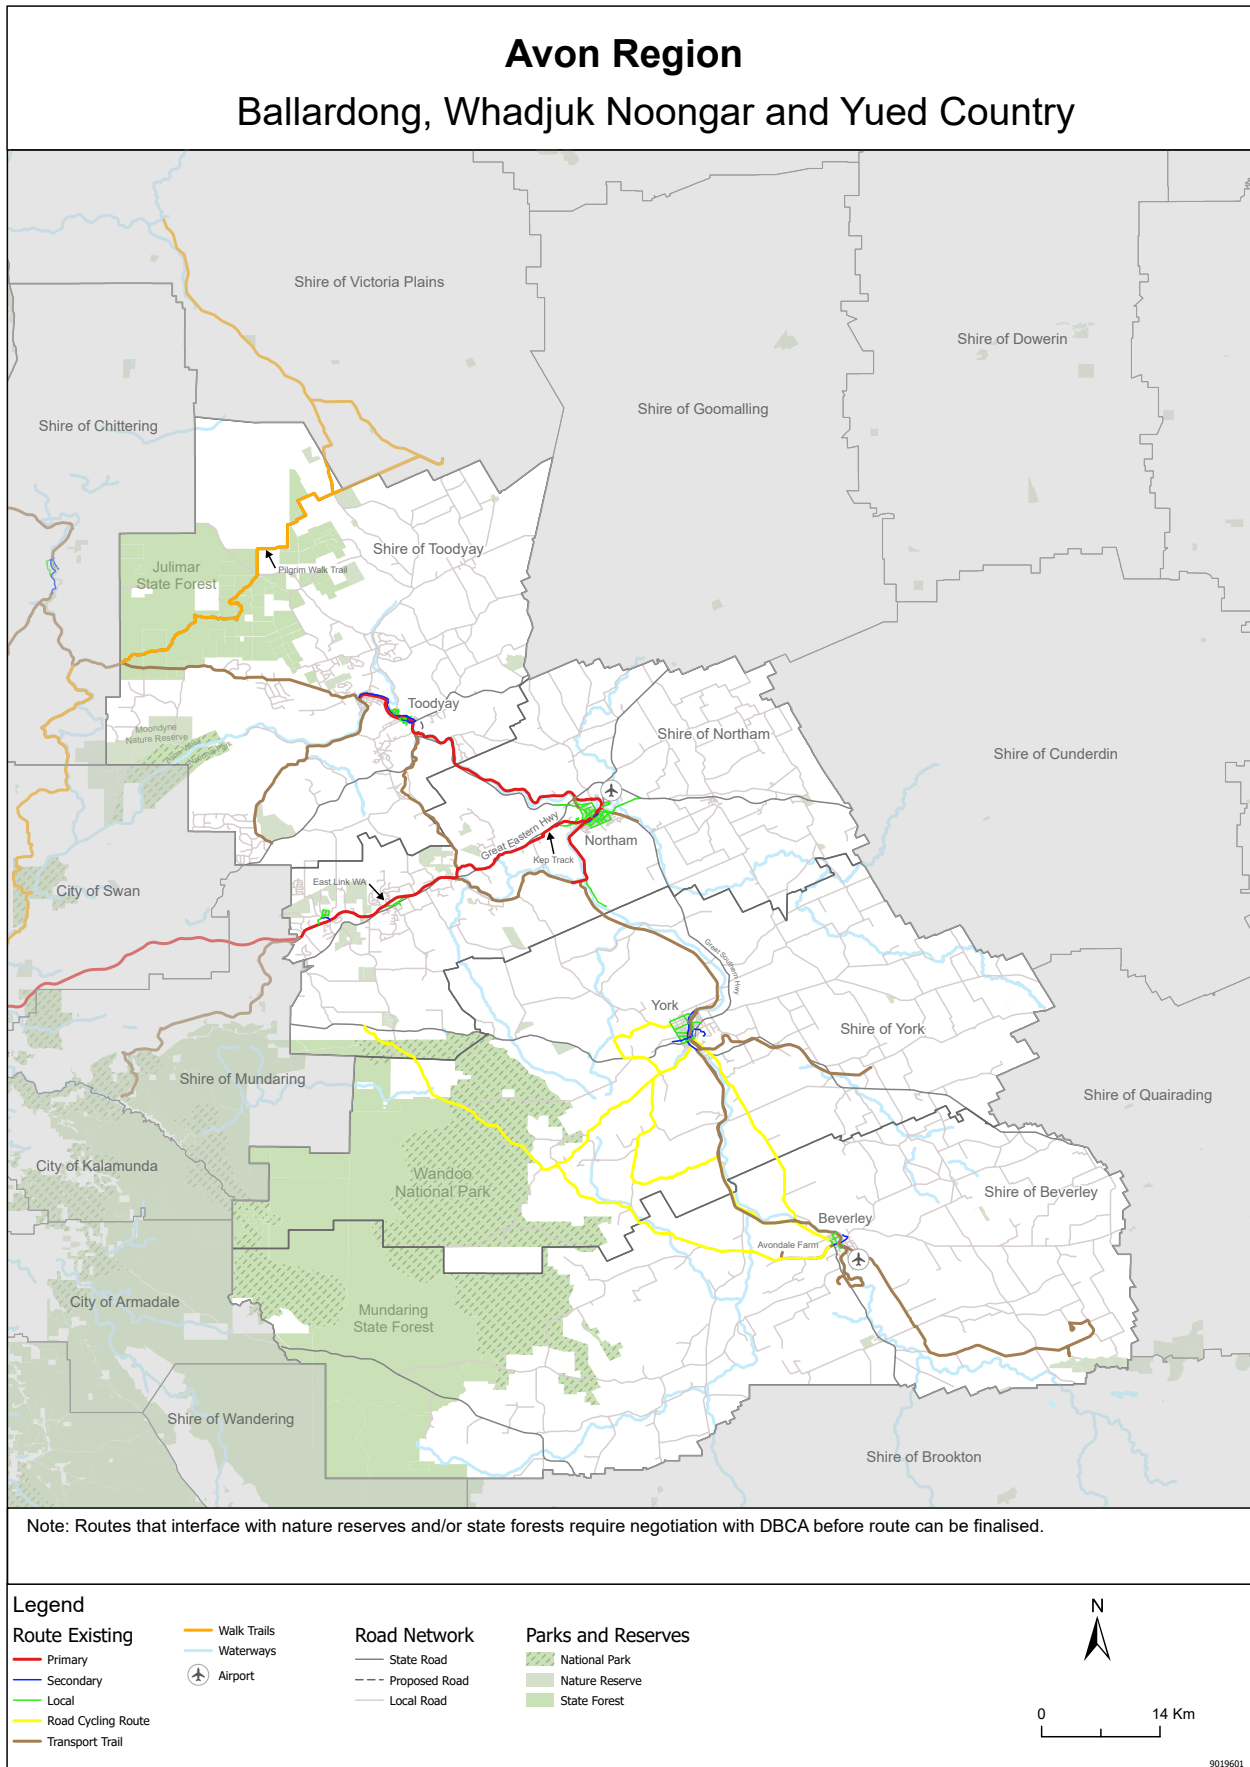 Avon Region
Ballardong, Whadjuk Noongar and Yued Country
Shire of Victoria Plains
Shire of Dowerin
Shire of Goomalling
Shire of Chittering
Shire of Toodyay
Julimar
State Forest
Pilgrim Walk Trail
Toodyay
Moondyne
Nature Reserve
Shire of Northam
Shire of Cunderdin
Great Eastern Hwy
Northam
Kep Track
East Link WA
City of Swan
Great Southern Hwy
York
Shire of York
Shire of Mundaring
Shire of Quairading
City of Kalamunda
Wandoo
National Park
Shire of Beverley
Beverley
Avondale Farm
City of Armadale
Mundaring
State Forest
Shire of Wandering
Shire of Brookton
Note: Routes that interface with nature reserves and/or state forests require negotiation with DBCA before route can be finalised.
Legend
Route Existing
Primary
Secondary
Local
Road Cycling Route
Transport Trail
Walk Trails
Waterways
Airport
Road Network
State Road
Proposed Road
Local Road
Parks and Reserves
National Park
Nature Reserve
State Forest
N
0 14 Km
9019601